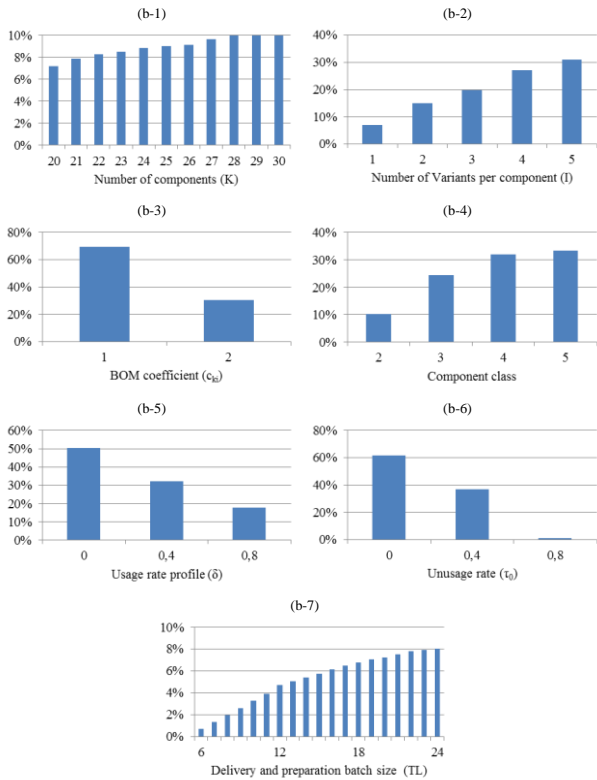 (b-1)
10%
8%
6%
4%
2%
0%
20 21 22 23 24 25 26 27 28 29 30
Number of components (K)
(b-2)
40%
30%
20%
10%
0%
1 2 3 4 5
Number of Variants per component (I)
(b-3)
80%
60%
40%
20%
0%
1 2
BOM coefficient (cki)
(b-4)
40%
30%
20%
10%
0%
2 3 4 5
Component class
(b-5)
60%
50%
40%
30%
20%
10%
0%
0 0,4 0,8
Usage rate profile (δ)
(b-6)
80%
60%
40%
20%
0%
0 0,4 0,8
Unusage rate (τ0)
(b-7)
10%
8%
6%
4%
2%
0%
6 12 18 24
Delivery and preparation batch size (TL)